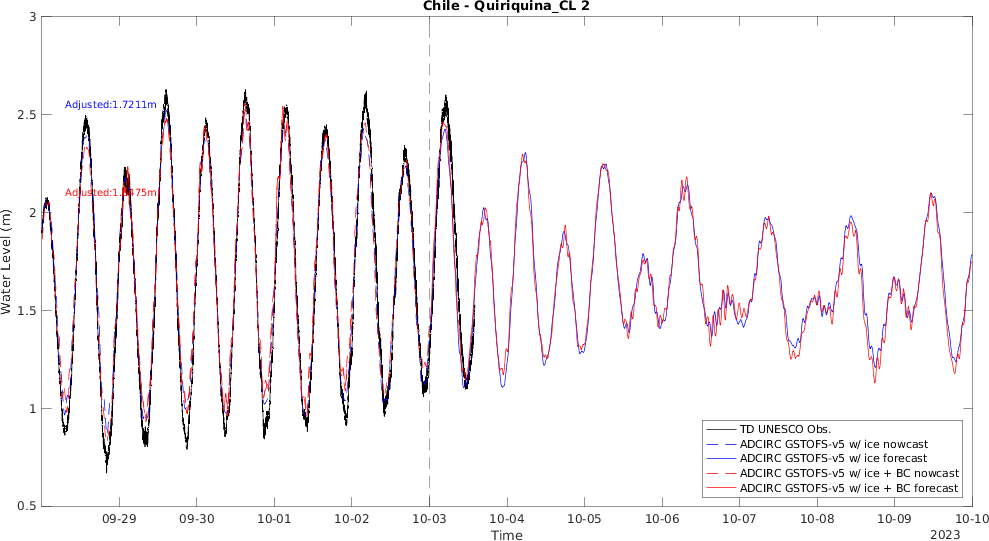 Chile - Quiriquina_CL 2
3
2.5
2
1.5
1
0.5
Water Level (m)
Adjusted:1.7211m
09-29
09-30
10-01
10-02
10-03
10-04
10-05
10-06
10-07
10-08
10-09
10-10
Time
2023
TD UNESCO Obs.
ADCIRC GSTOFS-v5 w/ ice nowcast
ADCIRC GSTOFS-v5 w/ ice forecast
ADCIRC GSTOFS-v5 w/ ice + BC nowcast
ADCIRC GSTOFS-v5 w/ ice + BC forecast